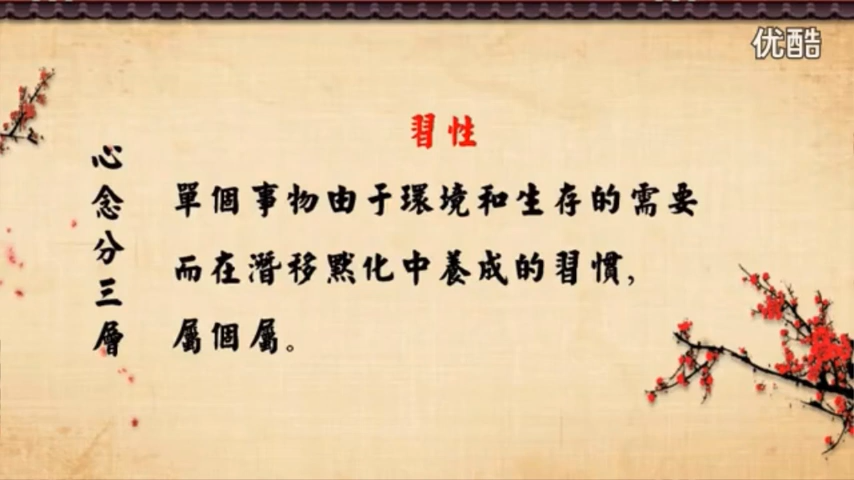 优酷
習性
心念分三層
單個事物由于環境和生存的需要
而在潛移默化中養成的習慣，
屬個屬。